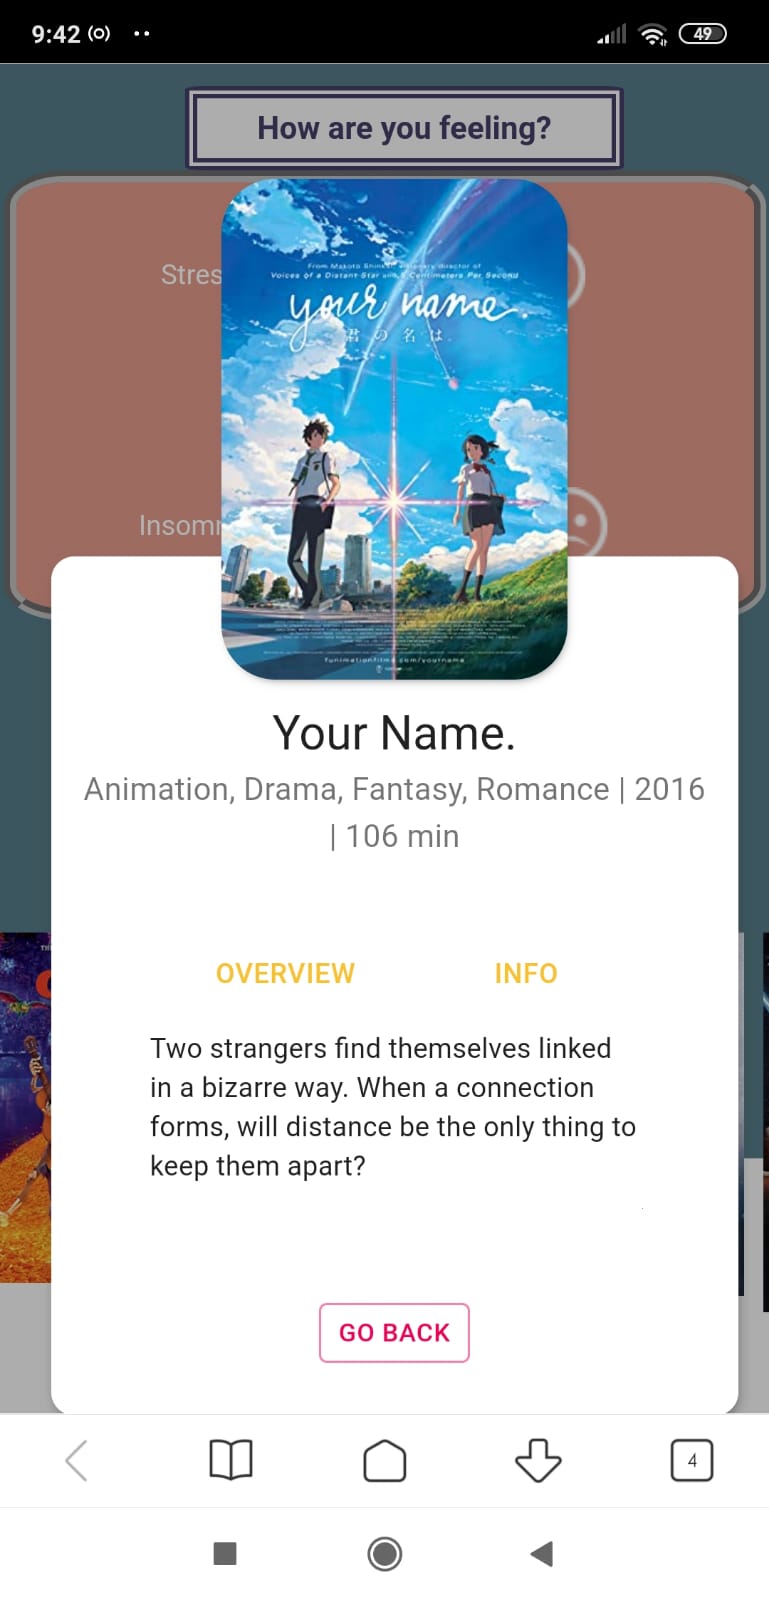 9:42
49
How are you feeling?
Stres
From Makoto Shinkai, visionary director of
Voices of a Distant Star and 5 Centimeters Per Second
your name.
君の名は.
Insomn
funimationfilms.com/yourname
Your Name.
Animation, Drama, Fantasy, Romance | 2016
| 106 min
OVERVIEW INFO
Two strangers find themselves linked
in a bizarre way. When a connection
forms, will distance be the only thing to
keep them apart?
GO BACK
4